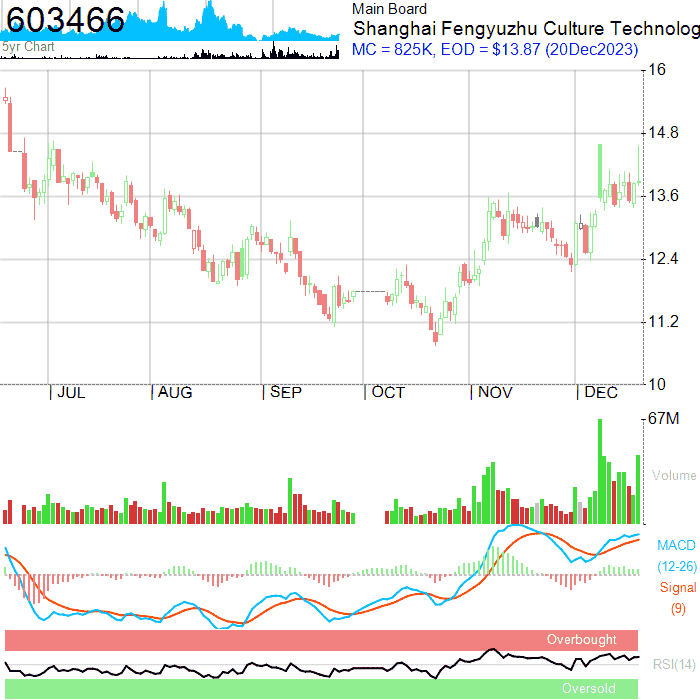 603466
5yr Chart
Main Board
Shanghai Fengyuzhu Culture Technolog
MC = 825K, EOD = $13.87 (20Dec2023)
16
14.8
13.6
12.4
11.2
10
JUL
AUG
SEP
OCT
NOV
DEC
67M
Volume
MACD
(12-26)
Signal
(9)
Overbought
RSI(14)
Oversold